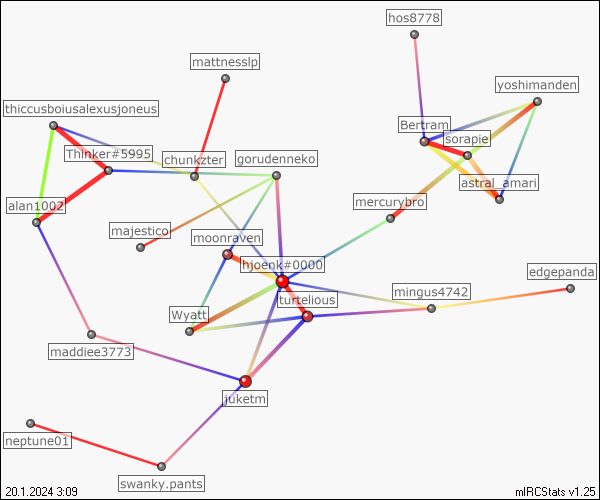 hos8778
mattnesslp
yoshimanden
thiccusboiusalexusjoneus
Bertram
sorapie
Thinker#5995
chunkzter
gorudenneko
astral_amari
alan1002
mercurybro
majestico
moonraven
hjoenk#0000
edgepanda
mingus4742
turtelious
Wyatt
maddiee3773
juketm
neptune01
swanky.pants
20.1.2024 3:09
mIRCStats v1.25